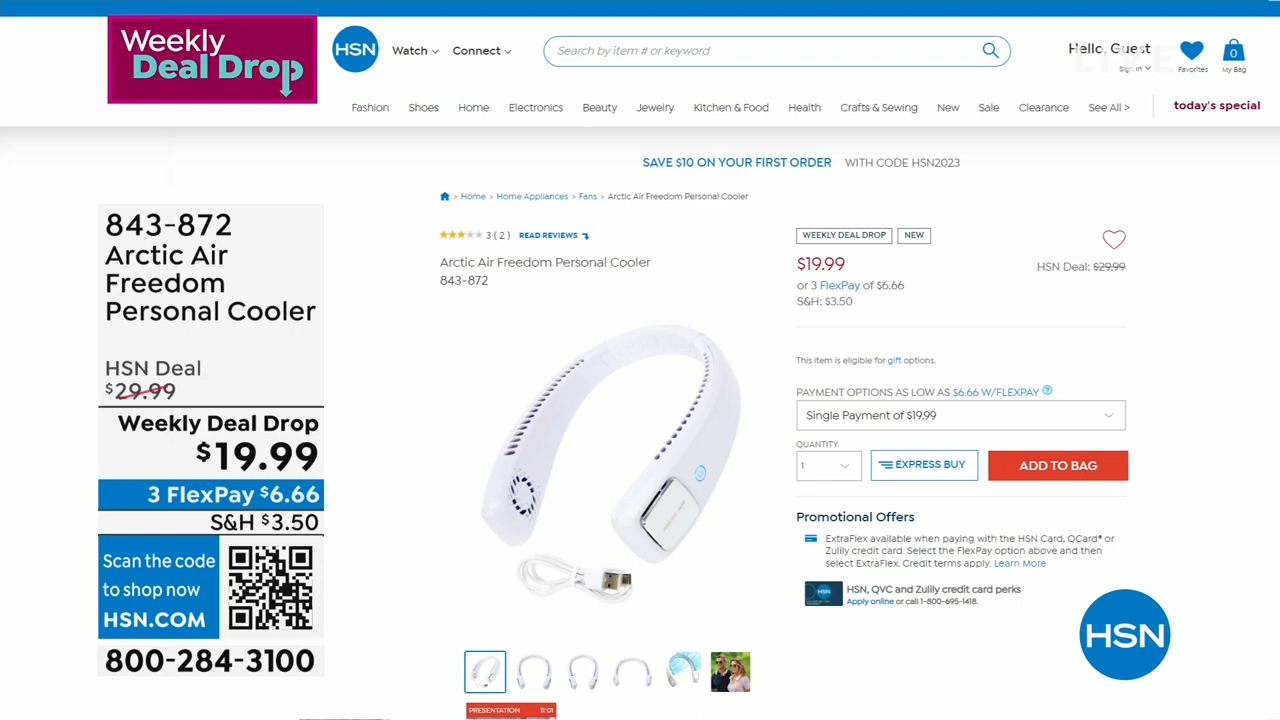 Weekly
Deal Drop
HSN
Watch
Connect
Search by item # or keyword
Hello, Guest
Sign In
Favorites
0
My Bag
Fashion Shoes Home Electronics Beauty Jewelry Kitchen & Food Health Crafts & Sewing New Sale Clearance See All > today's special
SAVE $10 ON YOUR FIRST ORDER WITH CODE HSN2023
> Home > Home Appliances > Fans > Arctic Air Freedom Personal Cooler
843-872
Arctic Air
Freedom
Personal Cooler
HSN Deal
$29.99
Weekly Deal Drop
$19.99
3 FlexPay $6.66
S&H $3.50
Scan the code
to shop now
HSN.COM
800-284-3100
3 (2) READ REVIEWS
Arctic Air Freedom Personal Cooler
843-872
WEEKLY DEAL DROP NEW
$19.99
HSN Deal: $29.99
or 3 FlexPay of $6.66
S&H: $3.50
This item is eligible for gift options.
PAYMENT OPTIONS AS LOW AS $6.66 W/FLEXPAY ?
Single Payment of $19.99
QUANTITY
1
EXPRESS BUY
ADD TO BAG
Promotional Offers
ExtraFlex available when paying with the HSN Card, QCard® or
Zulily credit card. Select the FlexPay option above and then
select ExtraFlex. Credit terms apply. Learn More
HSN
HSN, QVC and Zulily credit card perks
Apply online or call 1-800-695-1418.
HSN
PRESENTATION 11:01